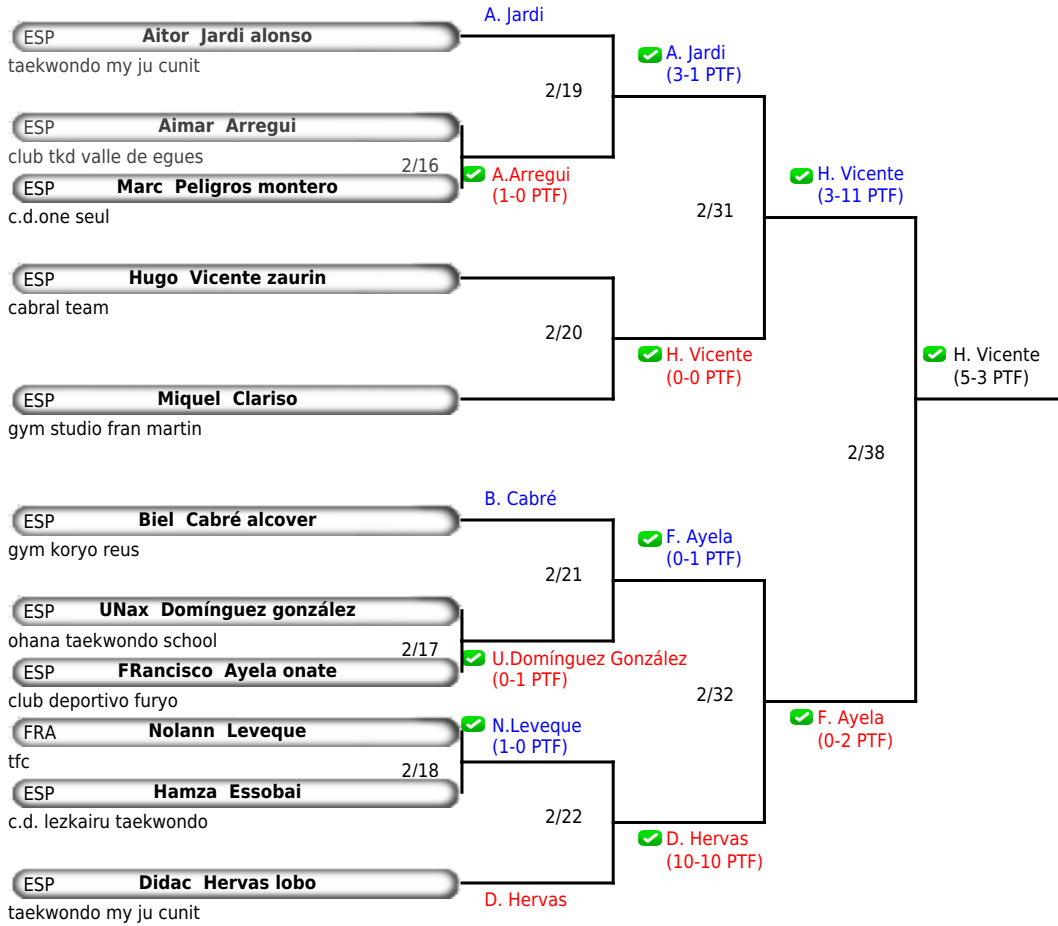 A. Jardi
ESP Aitor Jardi alonso
taekwondo my ju cunit
A. Jardi
(3-1 PTF)
2/19
ESP Aimar Arregui
club tkd valle de egues
2/16
ESP Marc Peligros montero
c.d.one seul
A.Arregui
(1-0 PTF)
H. Vicente
(3-11 PTF)
2/31
ESP Hugo Vicente zaurin
cabral team
2/20
H. Vicente
(0-0 PTF)
H. Vicente
(5-3 PTF)
ESP Miquel Clariso
gym studio fran martin
2/38
B. Cabré
ESP Biel Cabré alcover
gym koryo reus
F. Ayela
(0-1 PTF)
2/21
ESP UNax Domínguez gonzález
ohana taekwondo school
2/17
ESP FRancisco Ayela onate
club deportivo furyo
U.Domínguez González
(0-1 PTF)
2/32
FRA Nolann Leveque
tfc
N.Leveque
(1-0 PTF)
F. Ayela
(0-2 PTF)
2/18
ESP Hamza Essobai
c.d. lezkairu taekwondo
2/22
D. Hervas
(10-10 PTF)
ESP Didac Hervas lobo
taekwondo my ju cunit
D. Hervas